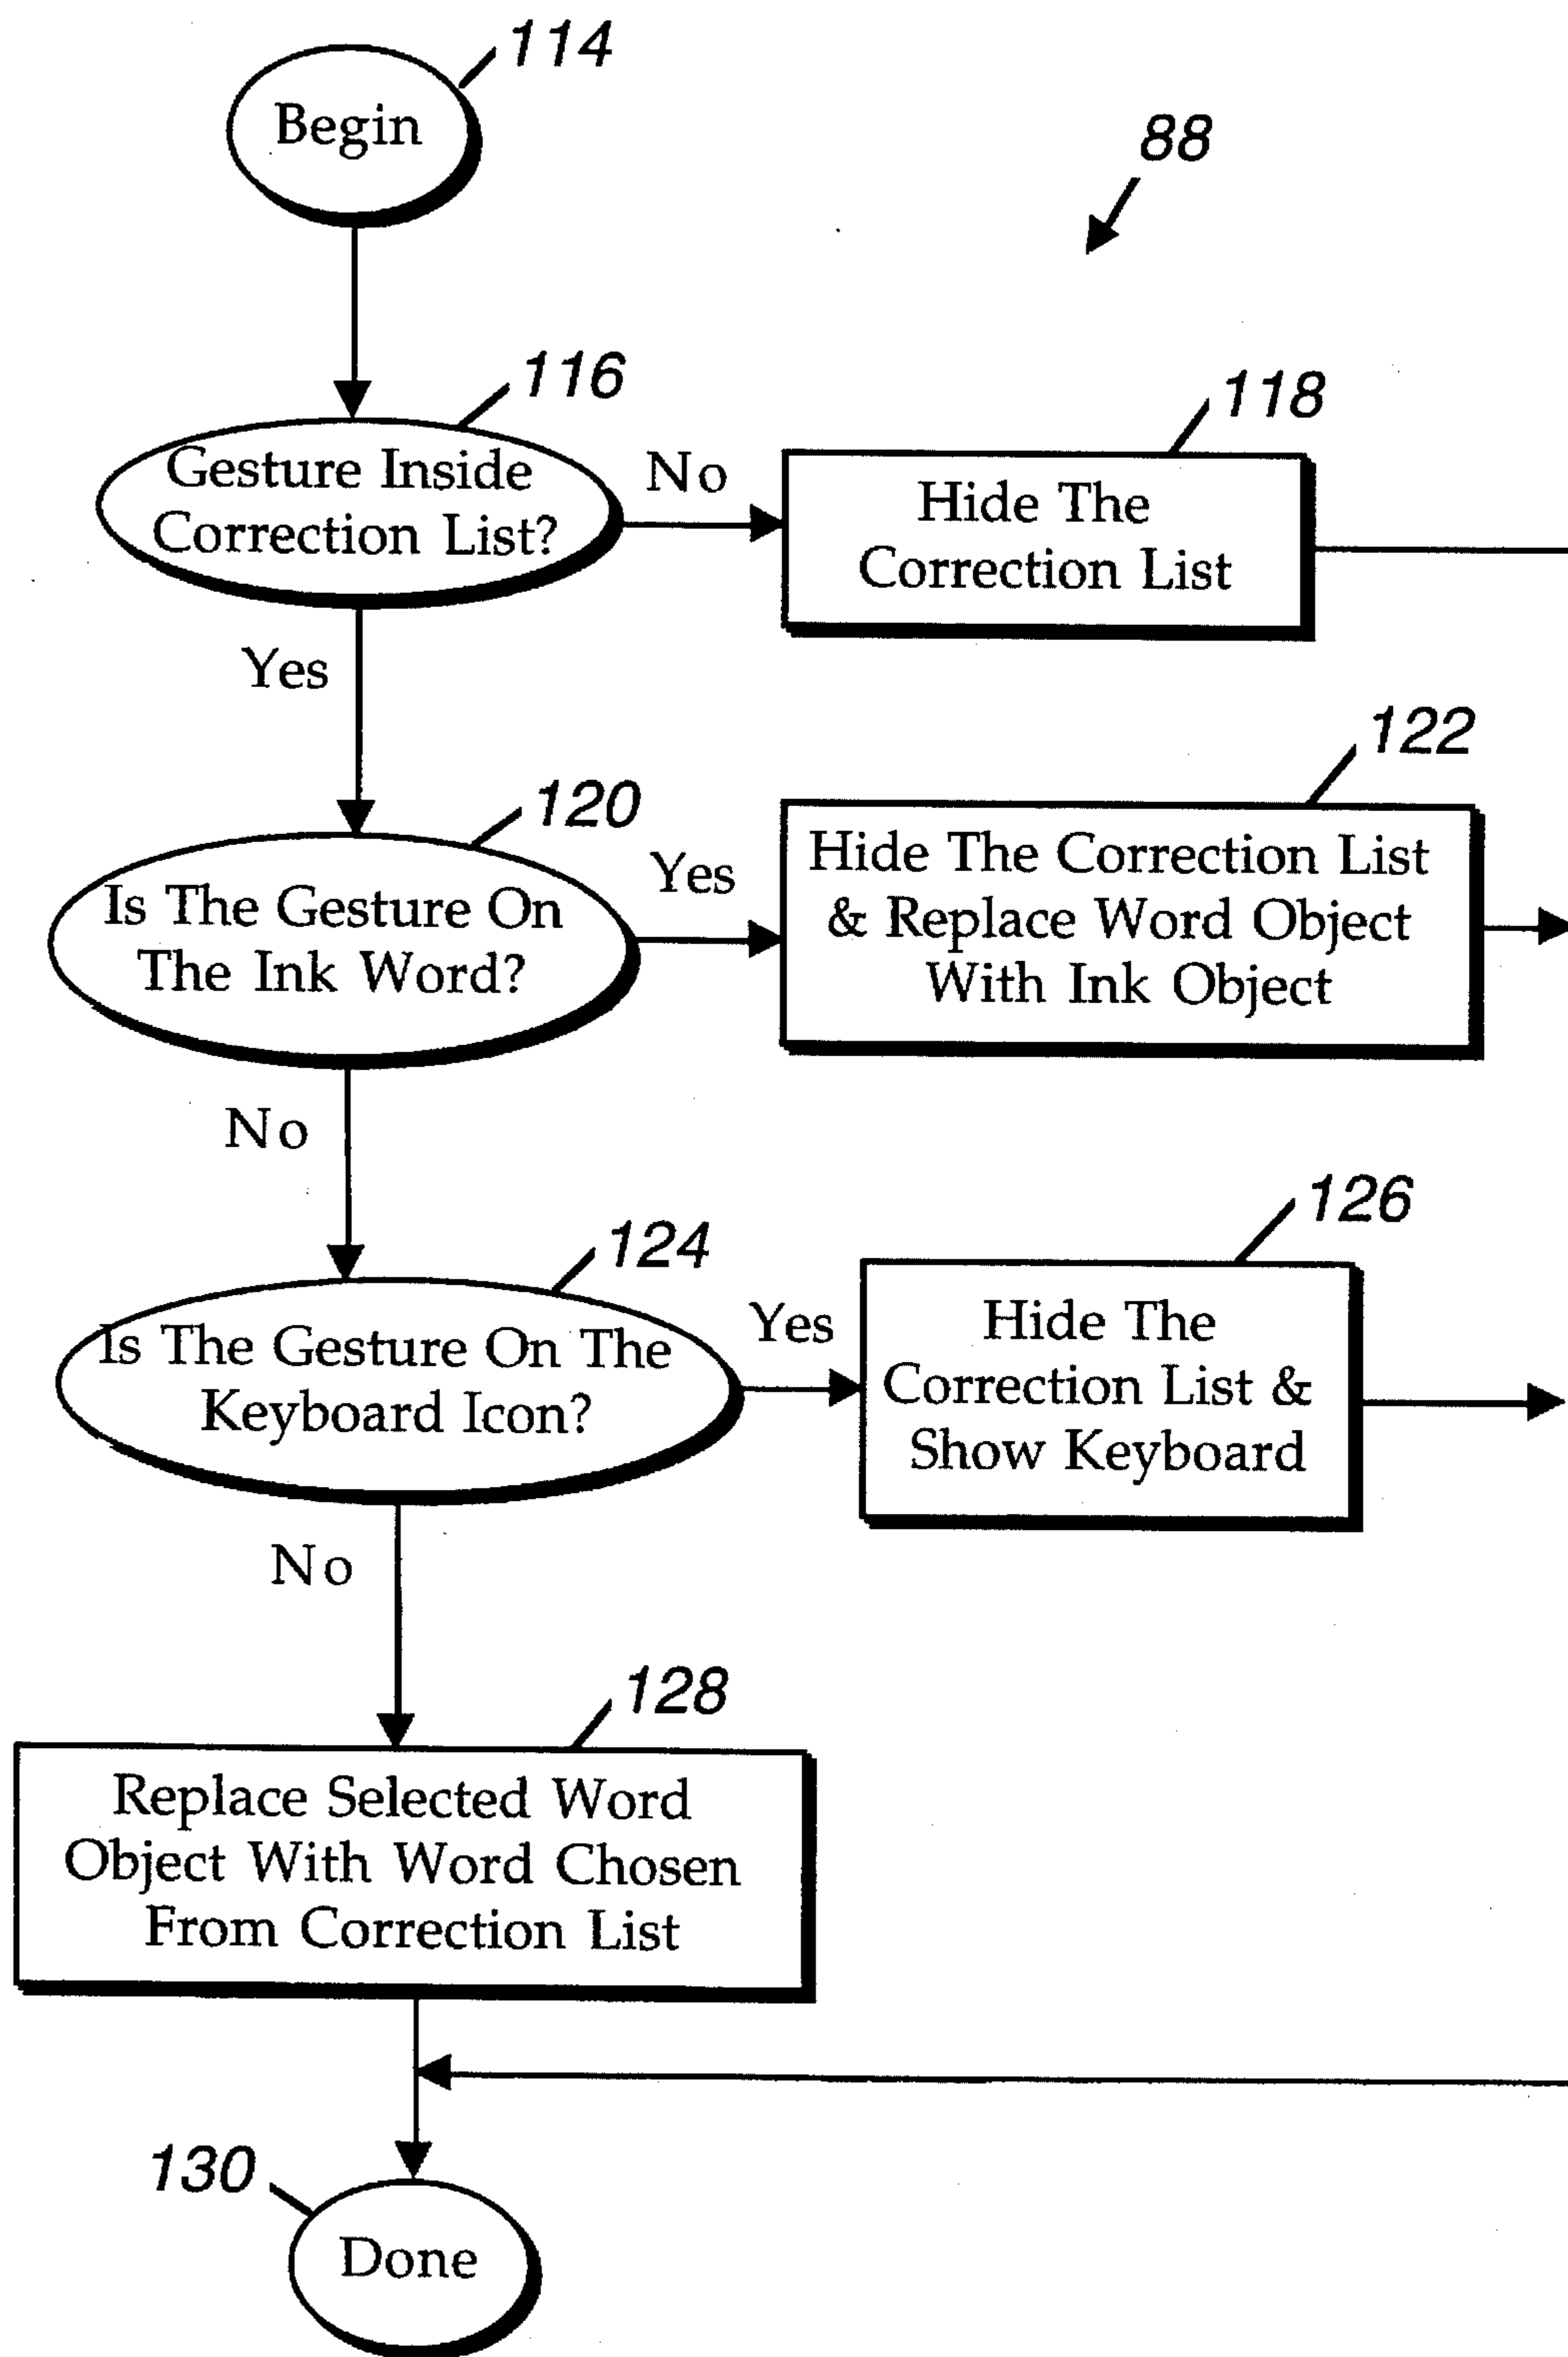 114
Begin
88
116
Gesture Inside
Correction List?
No
118
Hide The
Correction List
Yes
120
Is The Gesture On
The Ink Word?
Yes
122
Hide The Correction List
& Replace Word Object
With Ink Object
No
124
Is The Gesture On The
Keyboard Icon?
Yes
126
Hide The
Correction List &
Show Keyboard
No
128
Replace Selected Word
Object With Word Chosen
From Correction List
130
Done